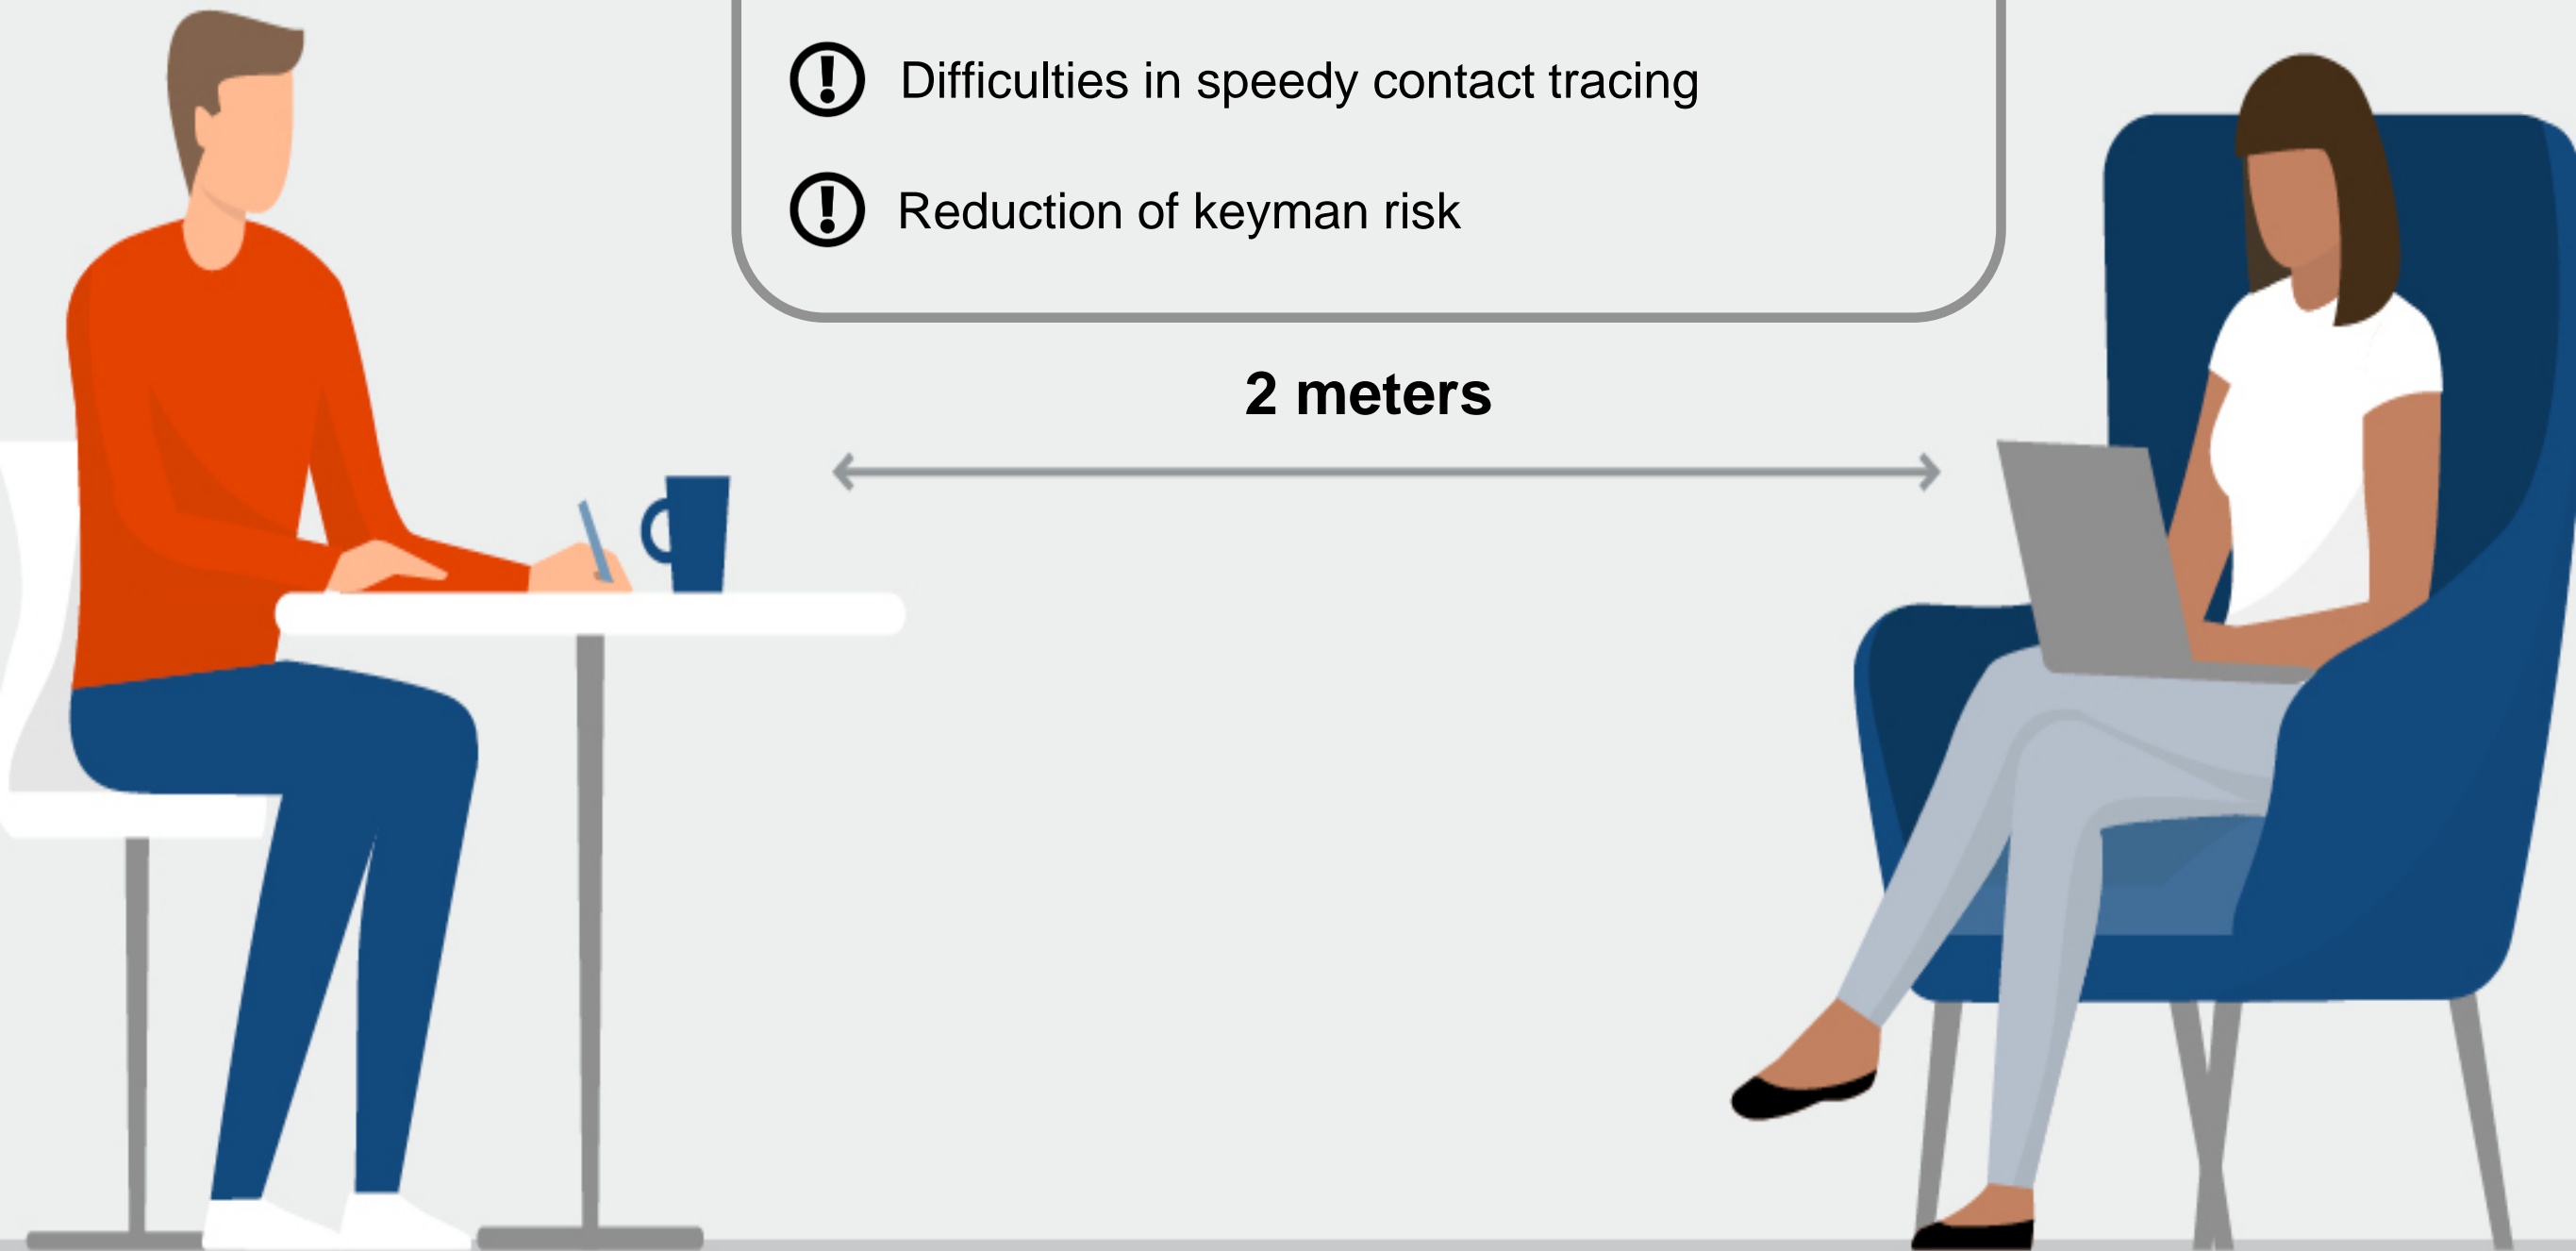 Difficulties in speedy contact tracing
Reduction of keyman risk
2 meters